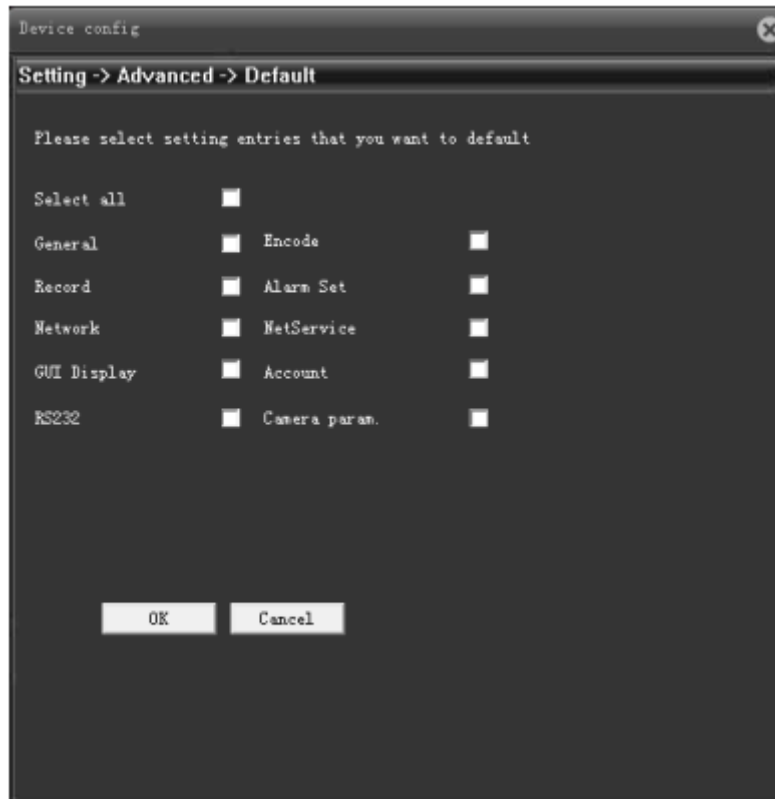 Device config
Setting -> Advanced -> Default
Please select setting entries that you want to default
Select all
General Encode
Record Alarm Set
Network NetService
GUI Display Account
RS232 Camera param.
OK Cancel